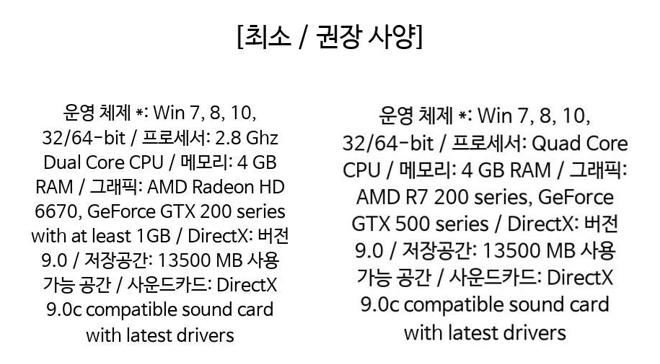 [최소 / 권장 사양]
운영 체제 *: Win 7, 8, 10,
32/64-bit / 프로세서: 2.8 Ghz
Dual Core CPU / 메모리: 4 GB
RAM / 그래픽: AMD Radeon HD
6670, GeForce GTX 200 series
with at least 1GB / DirectX: 버전
9.0 / 저장공간: 13500 MB 사용
가능 공간 / 사운드카드: DirectX
9.0c compatible sound card
with latest drivers
운영 체제 *: Win 7, 8, 10,
32/64-bit / 프로세서: Quad Core
CPU / 메모리: 4 GB RAM / 그래픽:
AMD R7 200 series, GeForce
GTX 500 series / DirectX: 버전
9.0 / 저장공간: 13500 MB 사용
가능 공간 / 사운드카드: DirectX
9.0c compatible sound card
with latest drivers